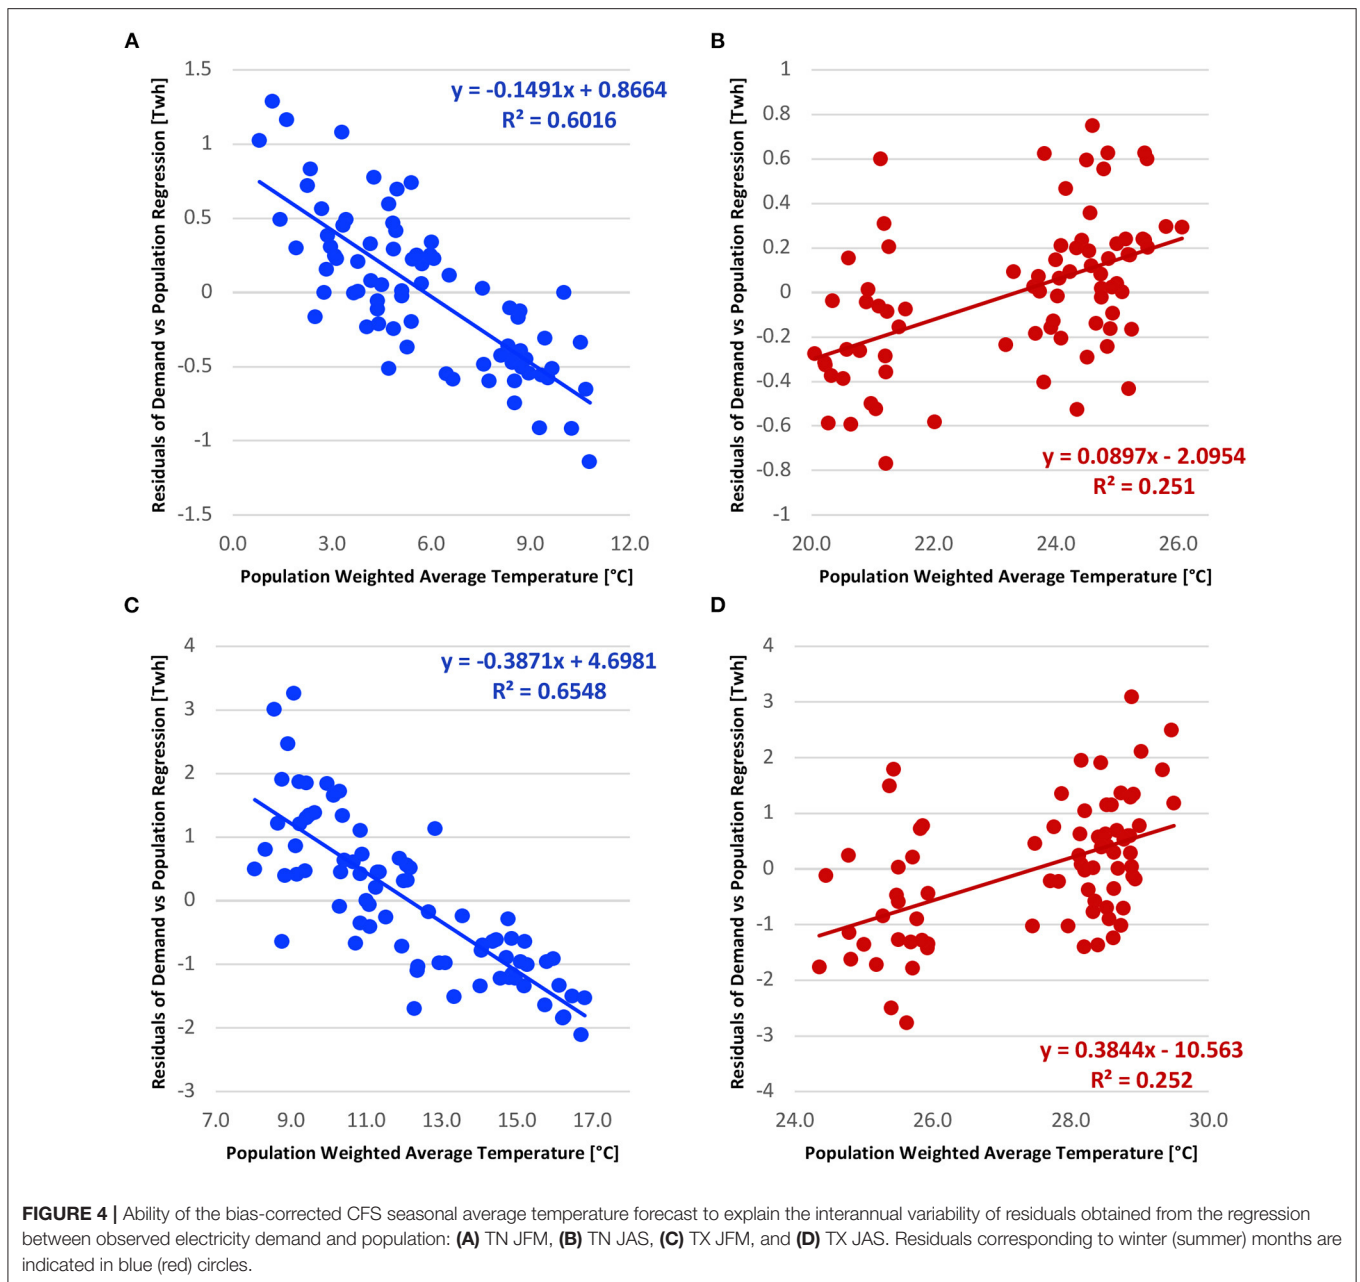 A
Residuals of Demand vs Population Regression [Twh]
1.5
1
0.5
0
-0.5
-1
-1.5
y = -0.1491x + 0.8664
R² = 0.6016
0.0 3.0 6.0 9.0 12.0
Population Weighted Average Temperature [°C]
B
Residuals of Demand vs Population Regression [Twh]
1
0.8
0.6
0.4
0.2
0
-0.2
-0.4
-0.6
-0.8
-1
y = 0.0897x - 2.0954
R² = 0.251
20.0 22.0 24.0 26.0
Population Weighted Average Temperature [°C]
C
Residuals of Demand vs Population Regression [Twh]
4
3
2
1
0
-1
-2
-3
y = -0.3871x + 4.6981
R² = 0.6548
7.0 9.0 11.0 13.0 15.0 17.0
Population Weighted Average Temperature [°C]
D
Residuals of Demand vs Population Regression [Twh]
4
3
2
1
0
-1
-2
-3
-4
y = 0.3844x - 10.563
R² = 0.252
24.0 26.0 28.0 30.0
Population Weighted Average Temperature [°C]
FIGURE 4 | Ability of the bias-corrected CFS seasonal average temperature forecast to explain the interannual variability of residuals obtained from the regression
between observed electricity demand and population: (A) TN JFM, (B) TN JAS, (C) TX JFM, and (D) TX JAS. Residuals corresponding to winter (summer) months are
indicated in blue (red) circles.